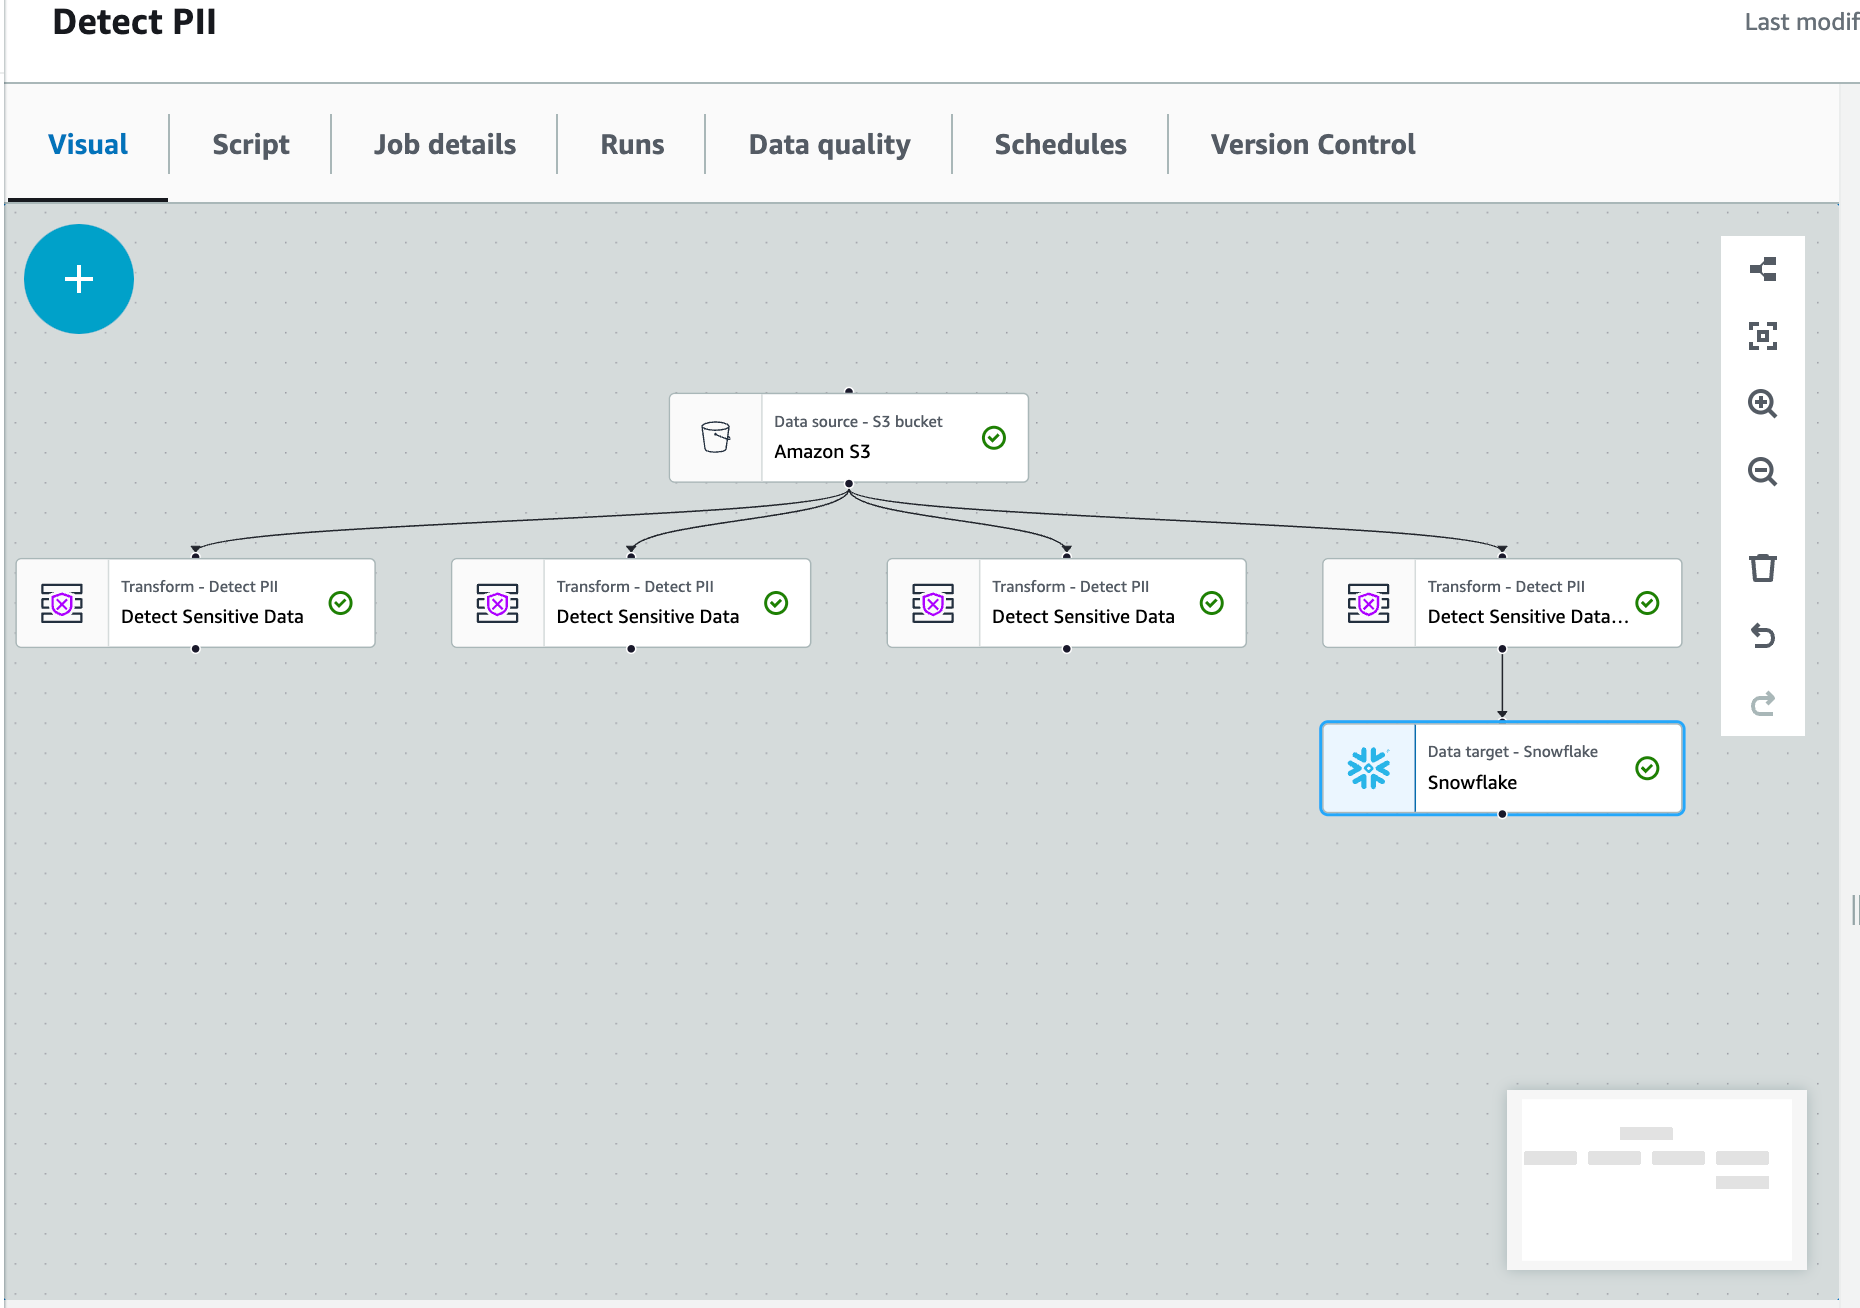 Detect PII
Last modif
Visual
Script
Job details
Runs
Data quality
Schedules
Version Control
Data source - S3 bucket
Amazon S3
Transform - Detect PII
Detect Sensitive Data
Transform - Detect PII
Detect Sensitive Data
Transform - Detect PII
Detect Sensitive Data
Transform - Detect PII
Detect Sensitive Data...
Data target - Snowflake
Snowflake